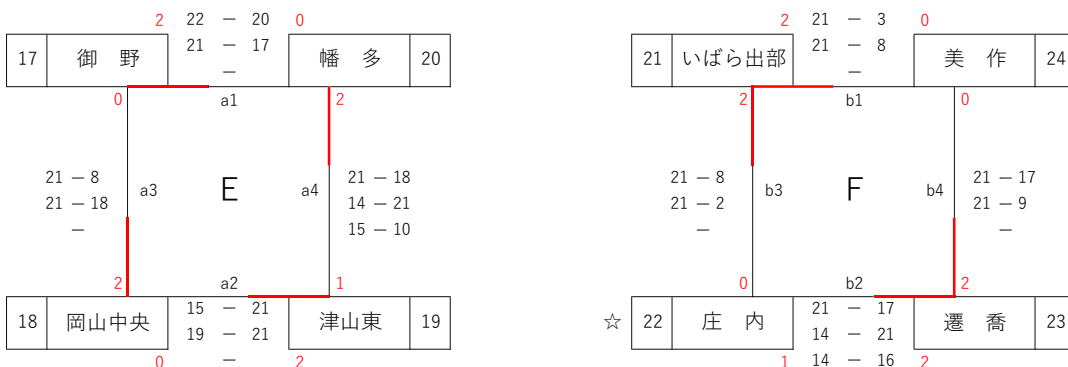 2 22 － 20 0
21 － 17
－
17 御 野 幡 多 20
0 a1 2
21 － 8
21 － 18
－
a3 E a4
21 － 18
14 － 21
15 － 10
2 a2 1
18 岡山中央 津山東 19
15 － 21
19 － 21
－
0 2
2 21 － 3 0
21 － 8
－
21 いばら出部 美 作 24
2 b1 0
21 － 8
21 － 2
－
b3 F b4
21 － 17
21 － 9
－
0 b2 2
☆ 22 庄 内 遷 喬 23
21 － 17
14 － 21
14 － 16
1 2